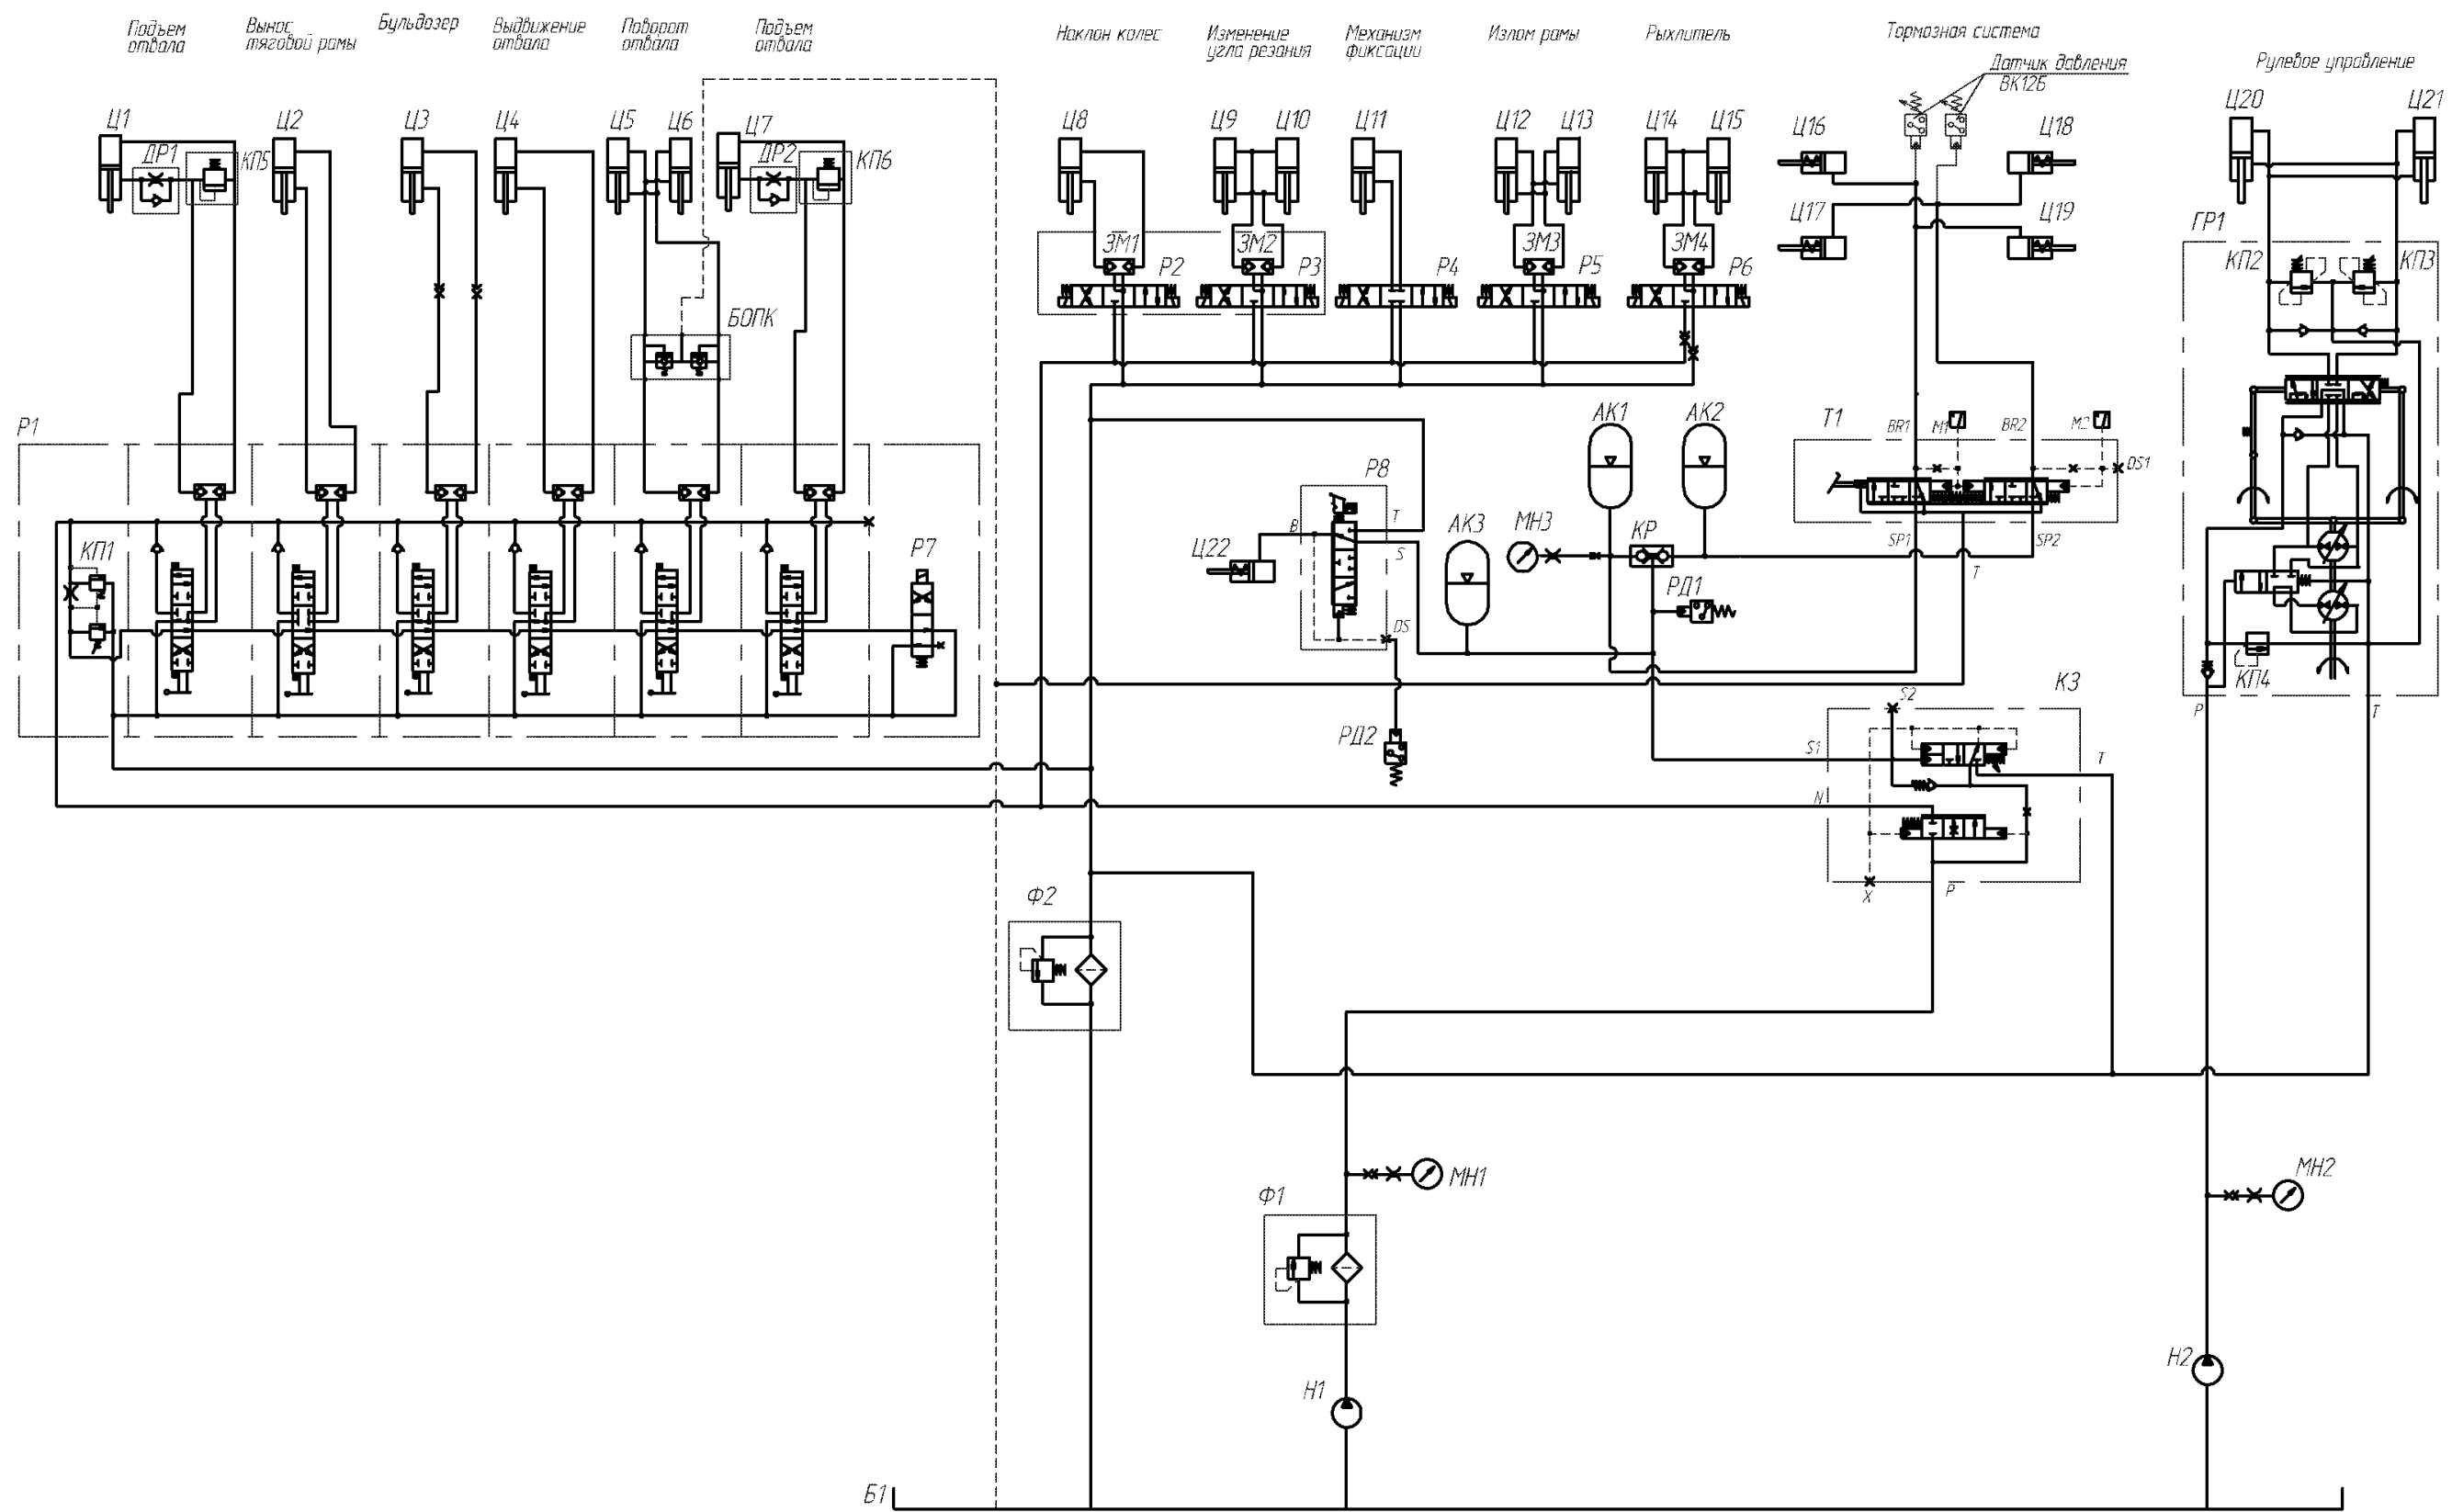 Подъем
отвала
Вынос
тяговой рамы
Бульдозер
Выдвижение
отвала
Поворот
отвала
Подъем
отвала
Наклон колес
Изменение
угла резания
Механизм
фиксации
Излом рамы
Рыхлитель
Тормозная система
Датчик давления
ВК12Б
Рулевое управление
Ц1
Ц2
Ц3
Ц4
Ц5
Ц6
Ц7
Ц8
Ц9
Ц10
Ц11
Ц12
Ц13
Ц14
Ц15
Ц16
Ц18
Ц20
Ц21
ДР1
КП5
ДР2
КП6
Ц17
Ц19
ГР1
ЗМ1
Р2
ЗМ2
Р3
Р4
ЗМ3
Р5
ЗМ4
Р6
КП2
КП3
БОПК
Р1
АК1
АК2
Т1
BR1
М1
BR2
М2
DS1
Р8
В
Т
S
АК3
МН3
КР
SP1
SP2
Т
КП1
Р7
Ц22
РД1
DS
КП4
Р
Т
РД2
К3
S2
S1
Т
N
X
Р
Ф2
МН1
Ф1
МН2
Н1
Н2
Б1